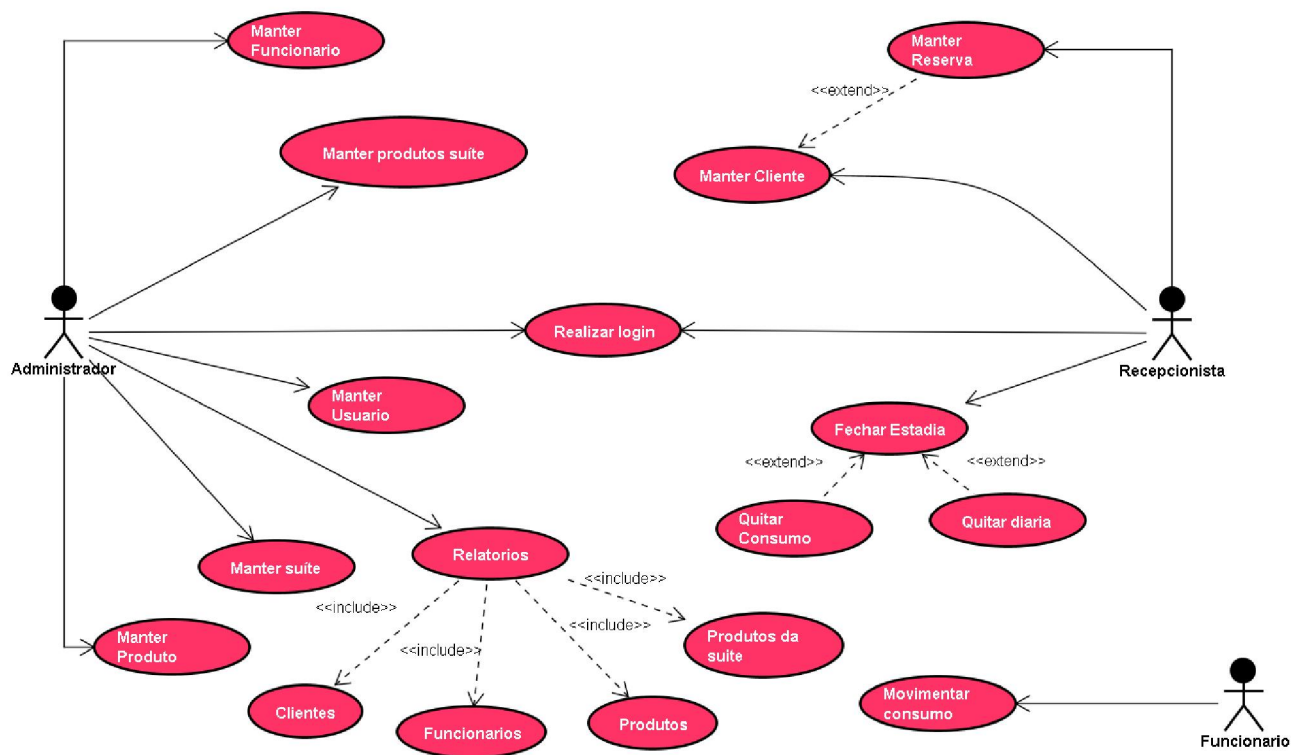 Manter
Funcionario
Manter
Reserva
<<extend>>
Manter produtos suíte
Manter Cliente
Realizar login
Administrador
Recepcionista
Manter
Usuario
Fechar Estadia
<<extend>>
<<extend>>
Quitar
Consumo
Quitar diaria
Manter suíte
Relatorios
<<include>>
<<include>>
<<include>>
<<include>>
Manter
Produto
Produtos da
suite
Clientes
Funcionarios
Produtos
Movimentar
consumo
Funcionario